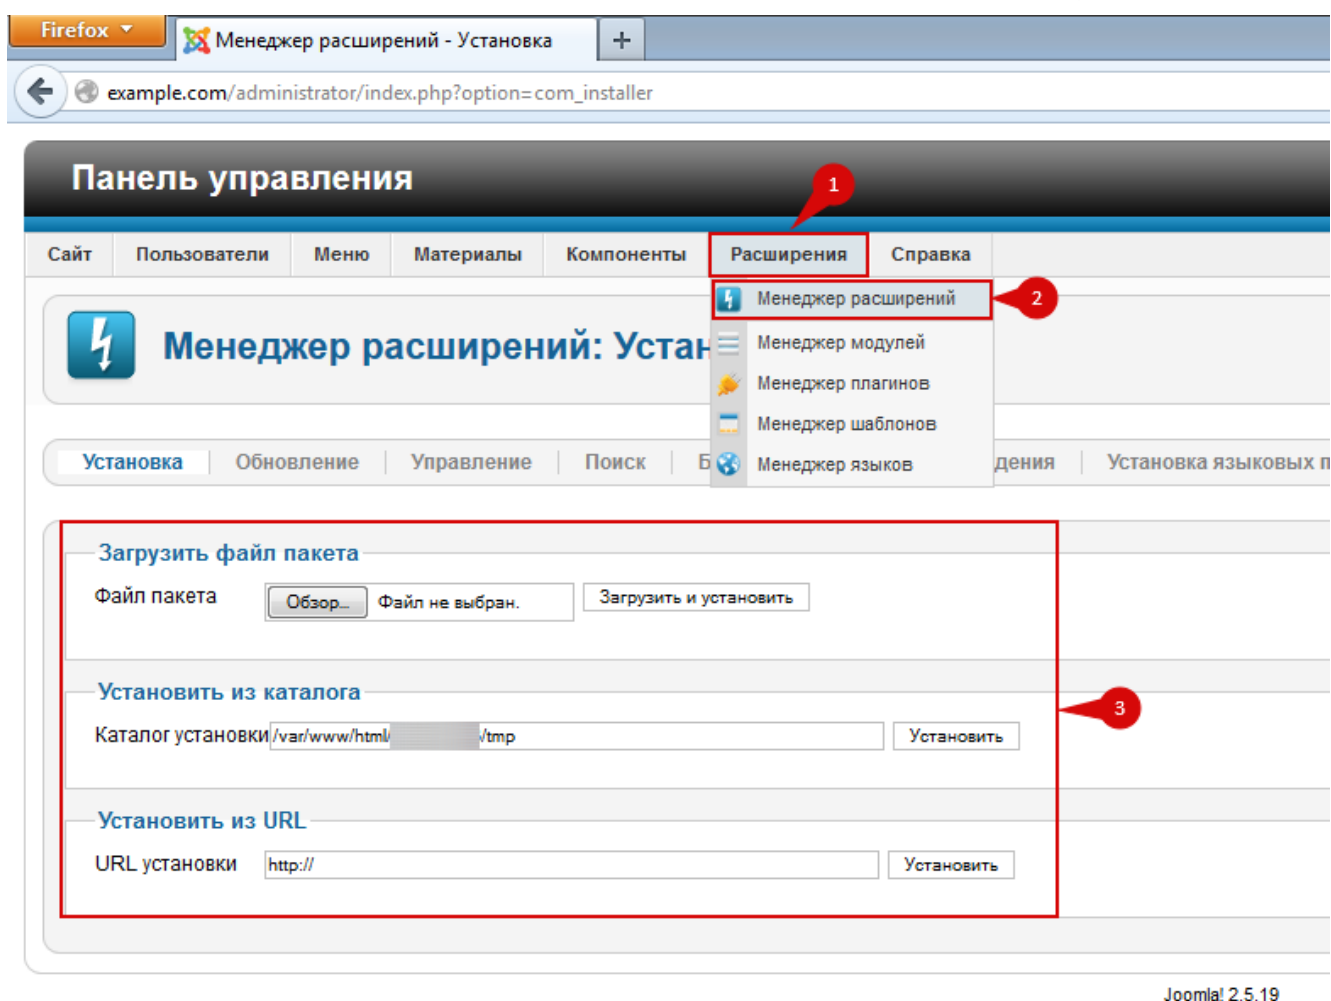 Firefox
Менеджер расширений - Установка
example.com/administrator/index.php?option=com_installer
Панель управления
1
Сайт Пользователи Меню Материалы Компоненты Расширения Справка
Менеджер расширений
2
Менеджер расширений: Устан
Менеджер модулей
Менеджер плагинов
Менеджер шаблонов
Менеджер языков
Установка Обновление Управление Поиск Б дения Установка языковых п
Загрузить файл пакета
Файл пакета Обзор... Файл не выбран. Загрузить и установить
Установить из каталога
3
Каталог установки /var/www/html/ /tmp Установить
Установить из URL
URL установки http:// Установить
Joomla! 2.5.19